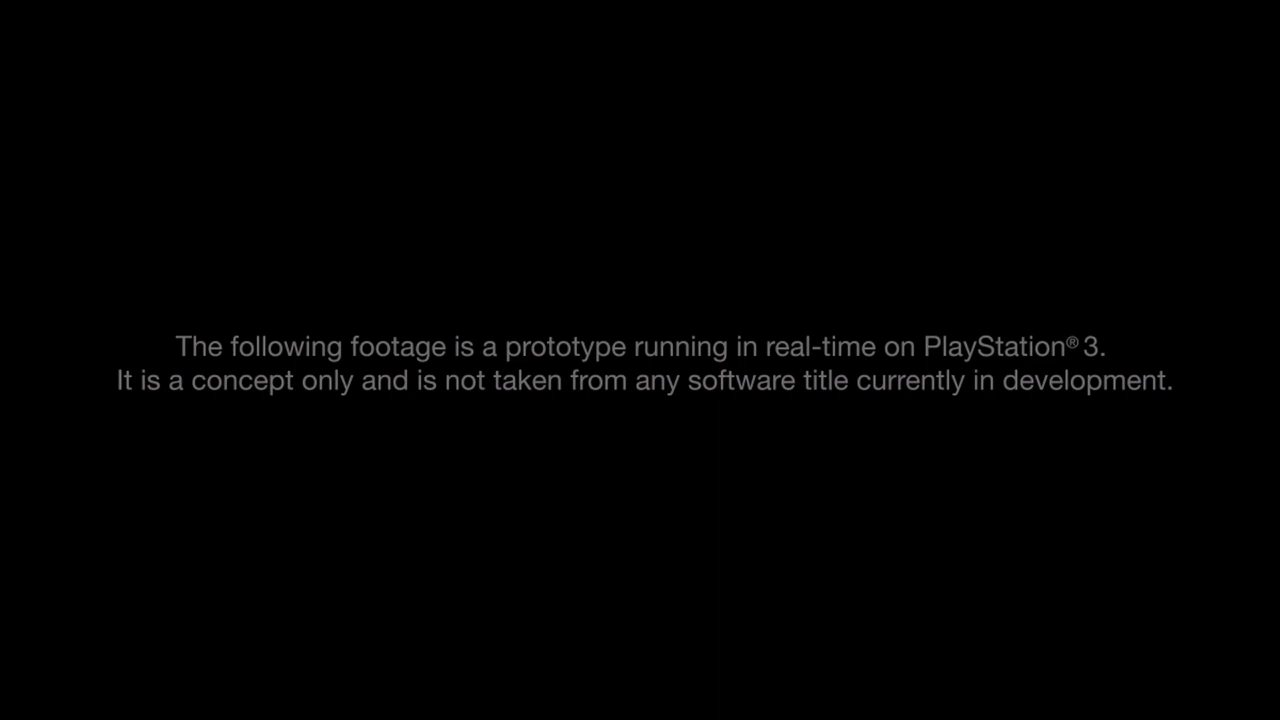 The following footage is a prototype running in real-time on PlayStation®3.
It is a concept only and is not taken from any software title currently in development.